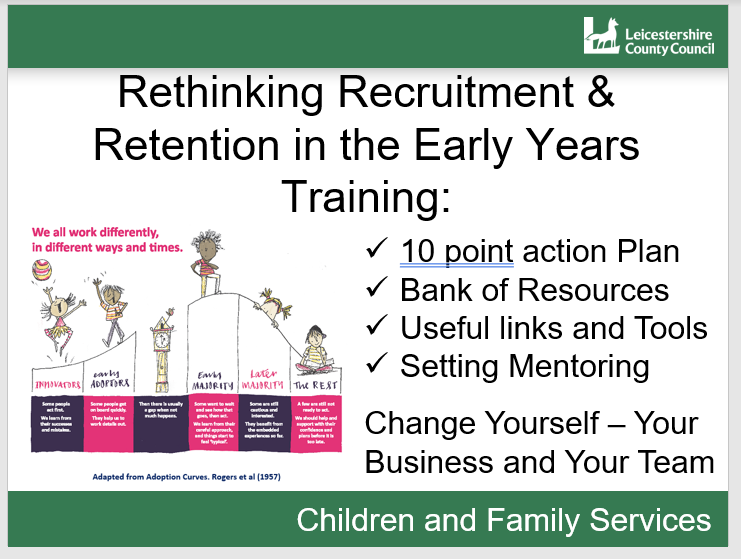 Leicestershire
County Council
Rethinking Recruitment &
Retention in the Early Years
Training:
We all work differently,
in different ways and times.
INNOVATORS
early
ADOPTORS
Early
MAJORITY
Later
MAJORITY
THE REST
Some people
act first.
We learn from
their successes
and mistakes.
Some people get
on board quickly.
They help us to
work details out.
Then there is usually
a gap when not
much happens.
Some want to wait
and see how that
goes, then act.
We learn from their
careful approach,
and things start to
feel 'typical'.
Some are still
cautious and
interested.
They benefit from
the embedded
experiences so far.
A few are still not
ready to act.
We should help and
support with their
confidence and
plans before it is
too late.
Adapted from Adoption Curves. Rogers et al (1957)
✓ 10 point action Plan
✓ Bank of Resources
✓ Useful links and Tools
✓ Setting Mentoring
Change Yourself – Your
Business and Your Team
Children and Family Services